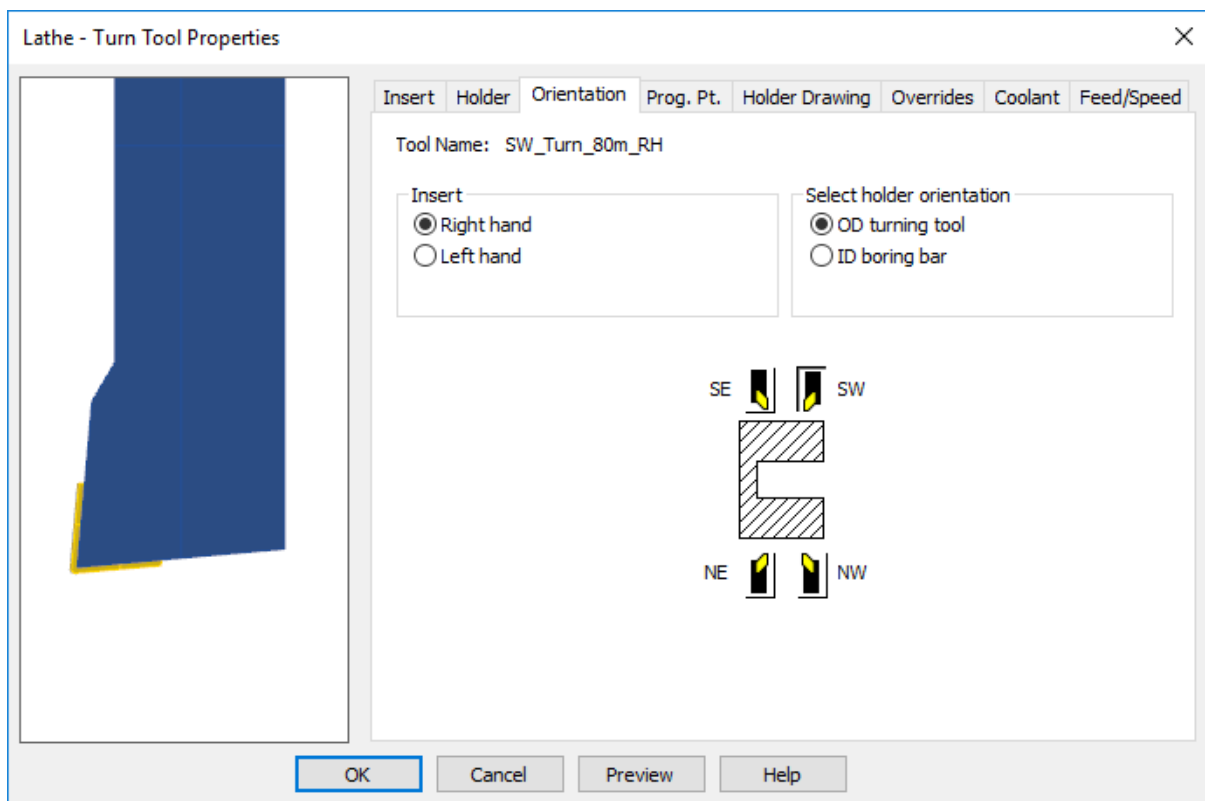 Lathe - Turn Tool Properties
Insert Holder Orientation Prog. Pt. Holder Drawing Overrides Coolant Feed/Speed
Tool Name: SW_Turn_80m_RH
Insert
Right hand
Left hand
Select holder orientation
OD turning tool
ID boring bar
SE SW
NE NW
OK Cancel Preview Help